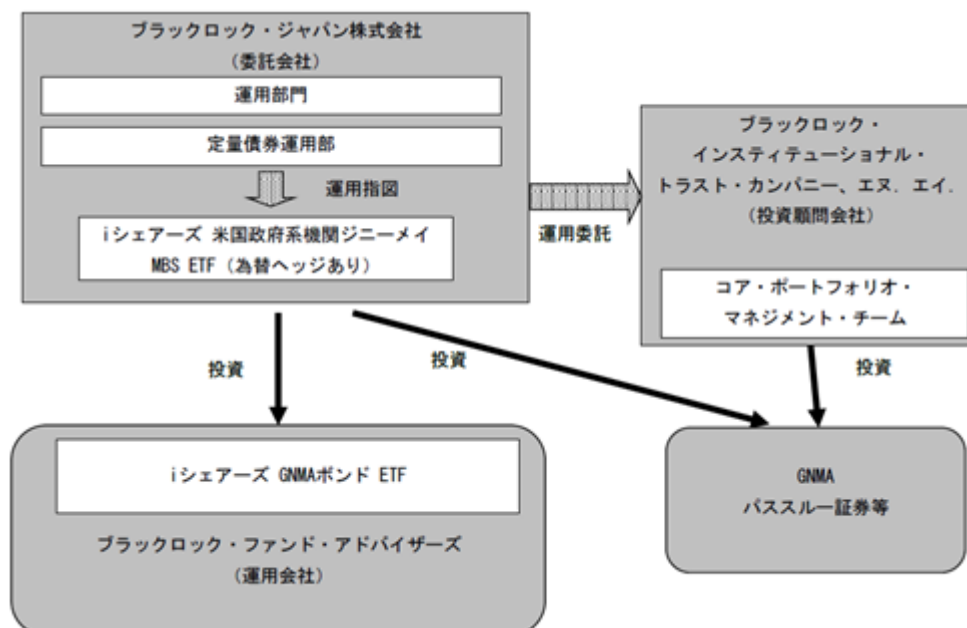 ブラックロック・ジャパン株式会社
（委託会社）
運用部門
定量債券運用部
運用指図
iシェアーズ 米国政府系機関ジニーメイ
MBS ETF（為替ヘッジあり）
運用委託
ブラックロック・
インスティテューショナル・
トラスト・カンパニー、エヌ．エイ．
（投資顧問会社）
コア・ポートフォリオ・
マネジメント・チーム
投資
投資
投資
iシェアーズ GNMAボンド ETF
ブラックロック・ファンド・アドバイザーズ
（運用会社）
GNMA
パススルー証券等